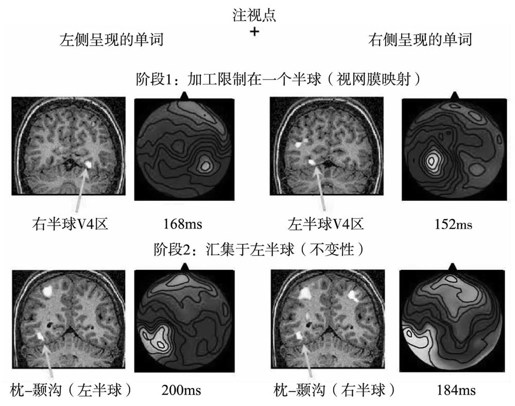 注视点
+
左侧呈现的单词
右侧呈现的单词
阶段1：加工限制在一个半球（视网膜映射）
右半球V4区
168ms
左半球V4区
152ms
阶段2：汇集于左半球（不变性）
枕–颞沟（左半球）
200ms
枕–颞沟（右半球）
184ms